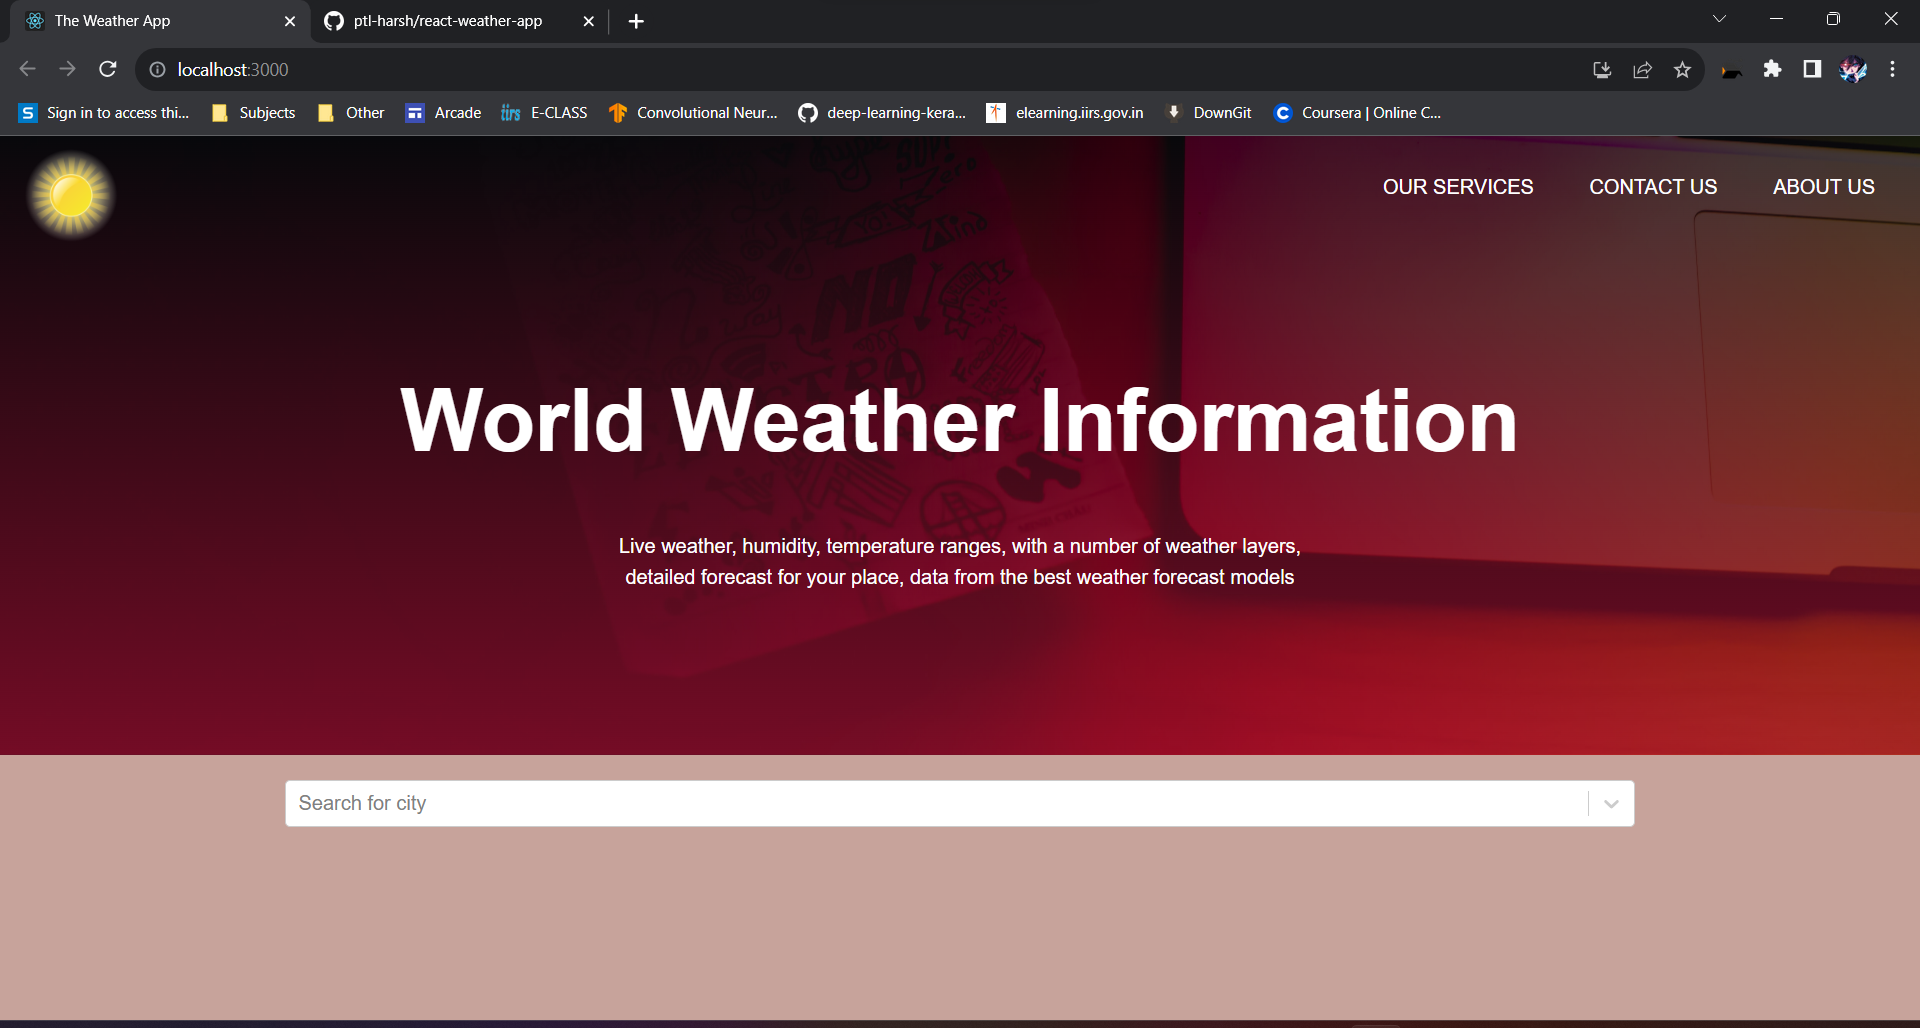 The Weather App
ptl-harsh/react-weather-app
localhost:3000
S Sign in to access thi...
Subjects
Other
Arcade
iirs E-CLASS
Convolutional Neur...
deep-learning-kera...
elearning.iirs.gov.in
DownGit
C Coursera | Online C...
OUR SERVICES
CONTACT US
ABOUT US
NO
World Weather Information
Live weather, humidity, temperature ranges, with a number of weather layers,
detailed forecast for your place, data from the best weather forecast models
Search for city